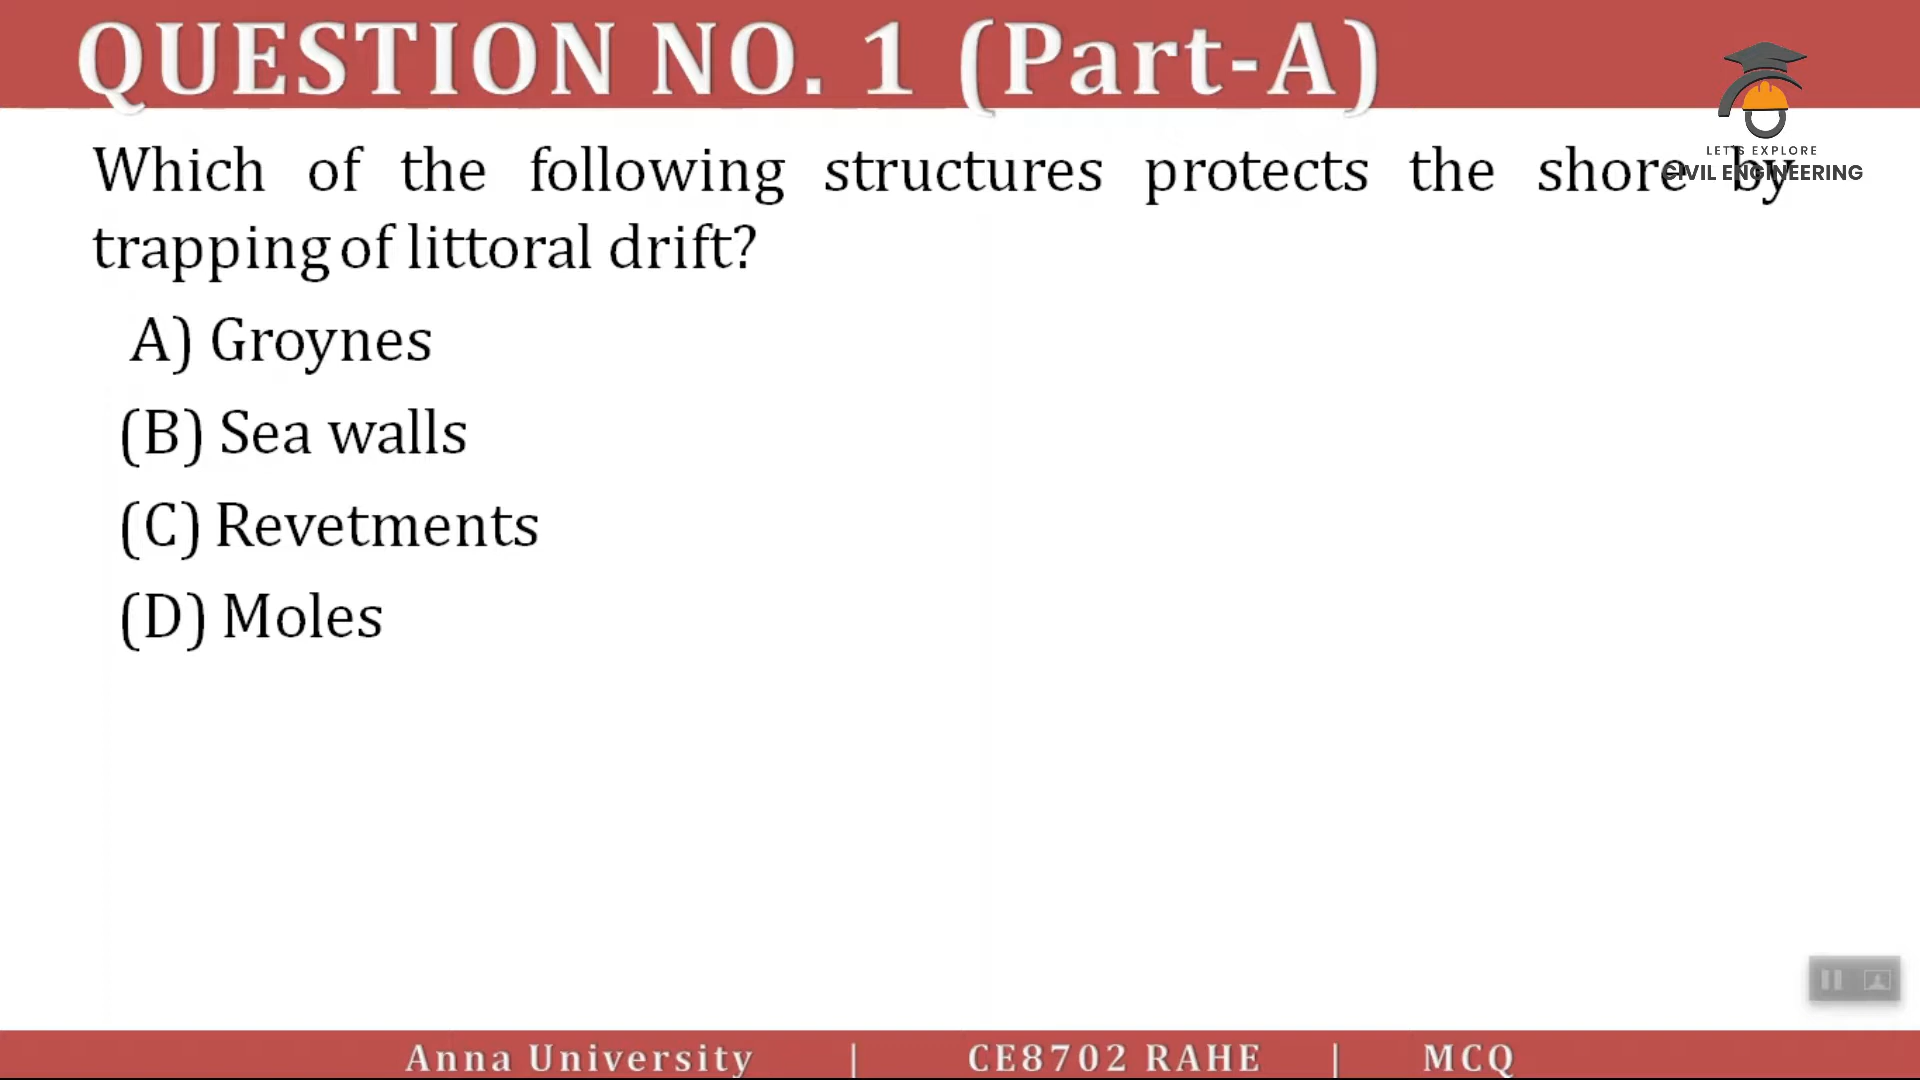 QUESTION NO. 1 (Part-A)
LET'S EXPLORE
CIVIL ENGINEERING
Which of the following structures protects the shore by
trapping of littoral drift?
A) Groynes
(B) Sea walls
(C) Revetments
(D) Moles
Anna University | CE8702 RAHE | MCQ